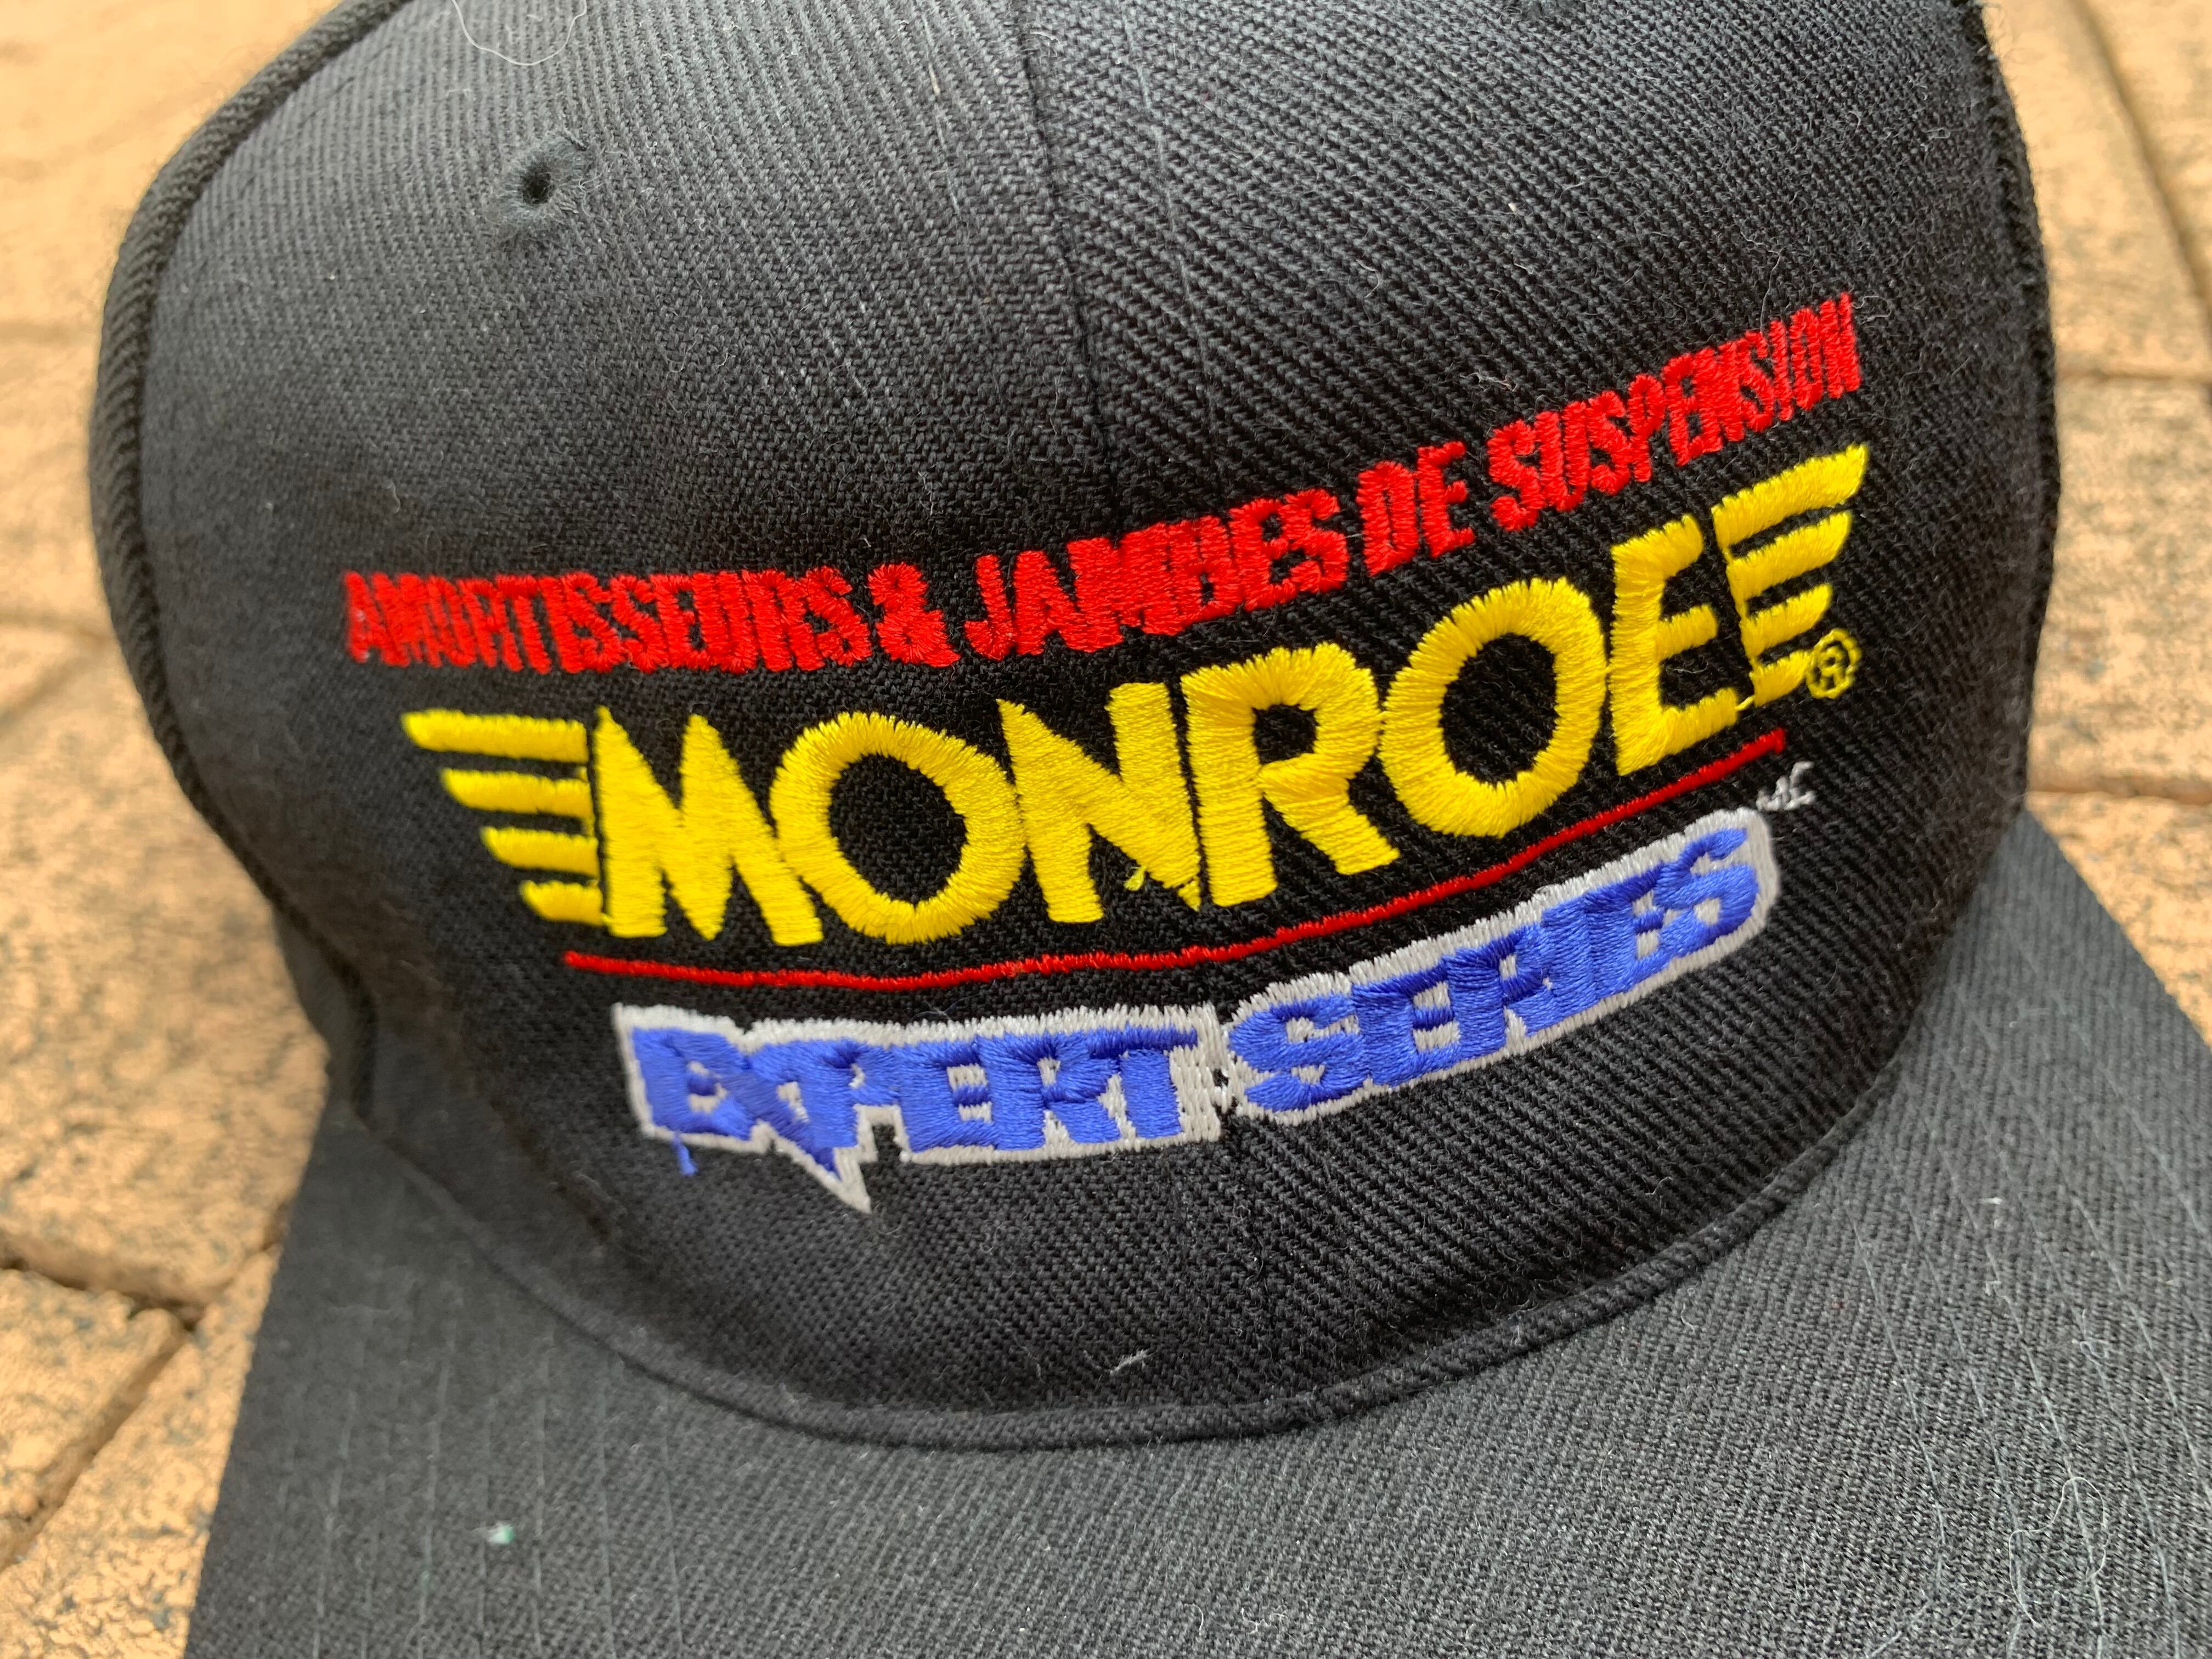 AMORTISSEURS & JAMBES DE SUSPENSION
MONROE®
EXPERT SERIES MC